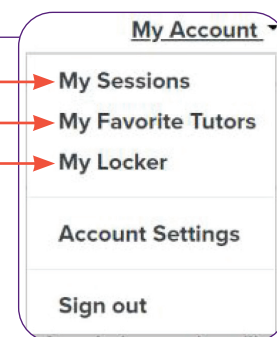 My Account
My Sessions
My Favorite Tutors
My Locker
Account Settings
Sign out